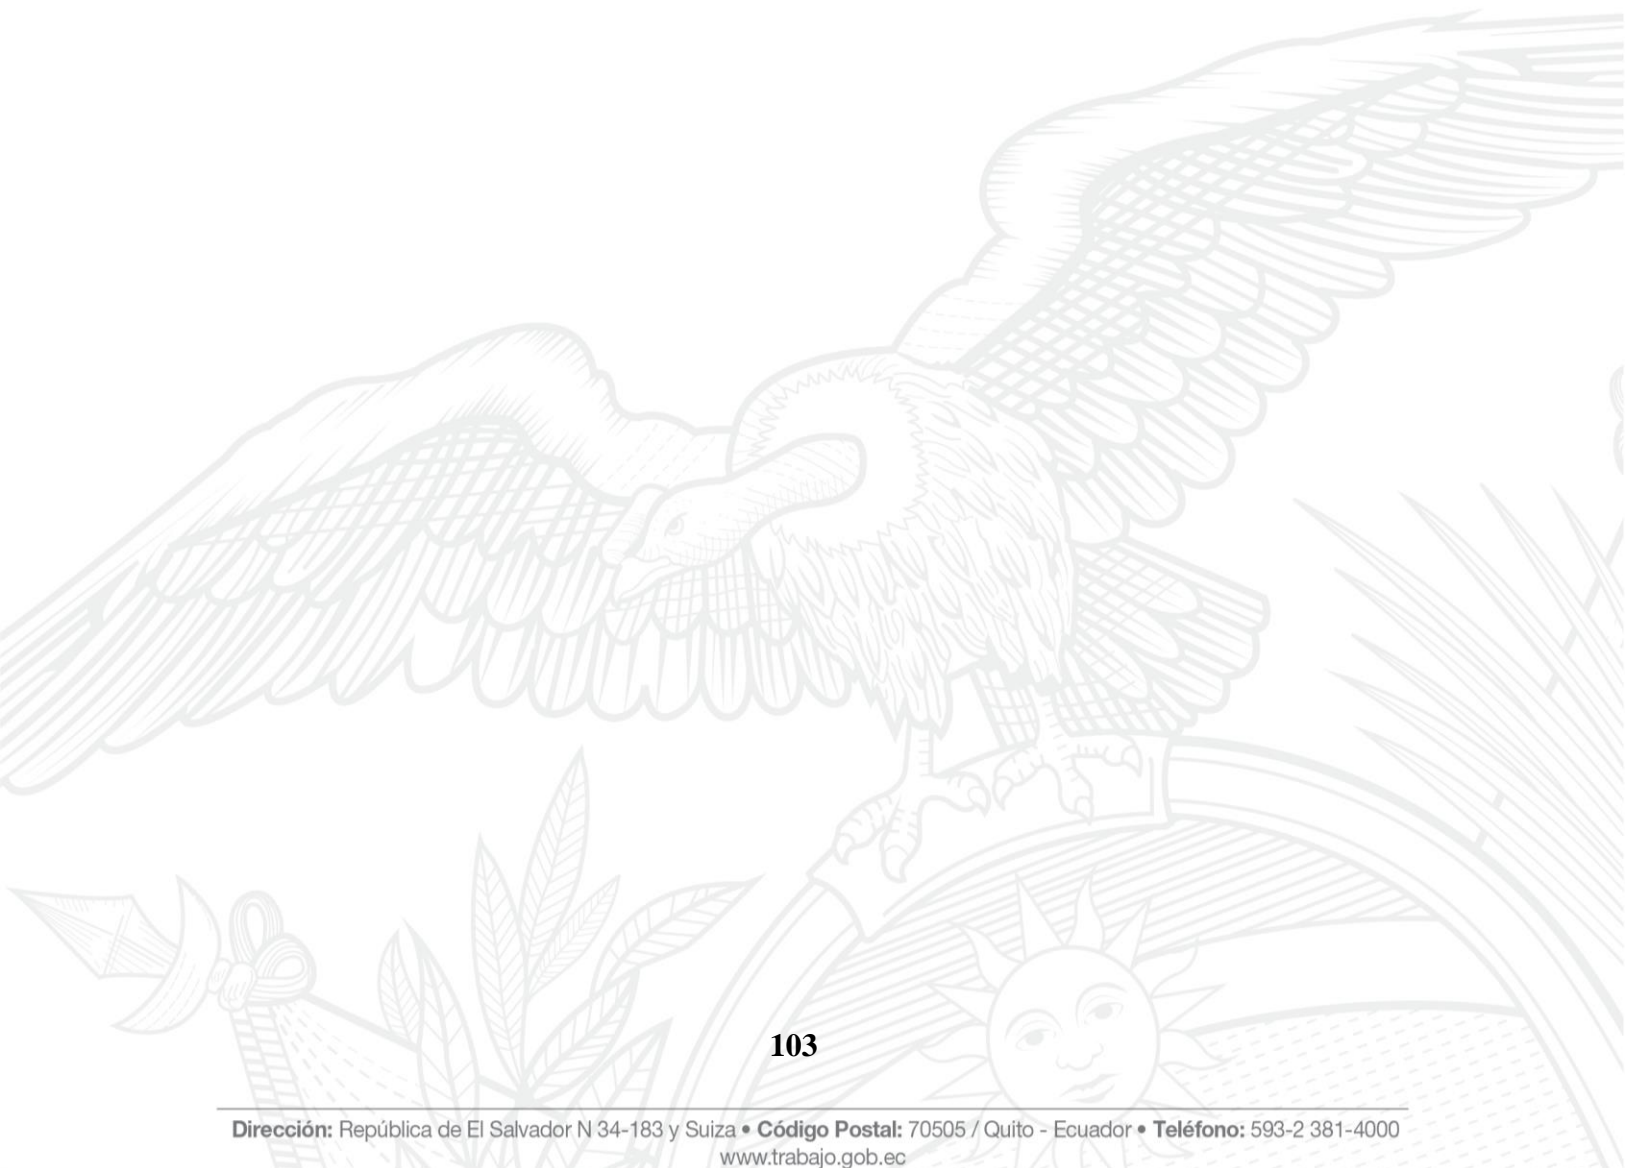 103
Dirección: República de El Salvador N 34-183 y Suiza • Código Postal: 70505 / Quito - Ecuador • Teléfono: 593-2 381-4000
www.trabajo.gob.ec